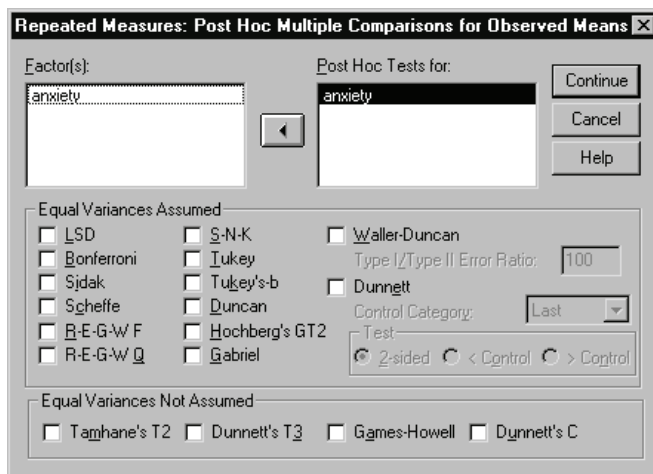 Repeated Measures: Post Hoc Multiple Comparisons for Observed Means
Factor(s):
anxiety
Post Hoc Tests for:
anxiety
Continue
Cancel
Help
Equal Variances Assumed
LSD
Bonferroni
Sidak
Scheffe
R-E-G-W F
R-E-G-W Q
S-N-K
Tukey
Tukey's-b
Duncan
Hochberg's GT2
Gabriel
Waller-Duncan
Type I/Type II Error Ratio: 100
Dunnett
Control Category: Last
Test
2-sided < Control > Control
Equal Variances Not Assumed
Tamhane's T2 Dunnett's T3 Games-Howell Dunnett's C